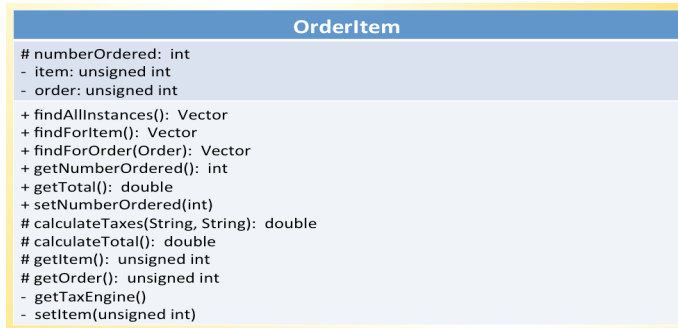 OrderItem
# numberOrdered: int
- item: unsigned int
- order: unsigned int
+ findAllInstances(): Vector
+ findForItem(): Vector
+ findForOrder(Order): Vector
+ getNumberOrdered(): int
+ getTotal(): double
+ setNumberOrdered(int)
# calculateTaxes(String, String): double
# calculateTotal(): double
# getItem(): unsigned int
# getOrder(): unsigned int
- getTaxEngine()
- setItem(unsigned int)